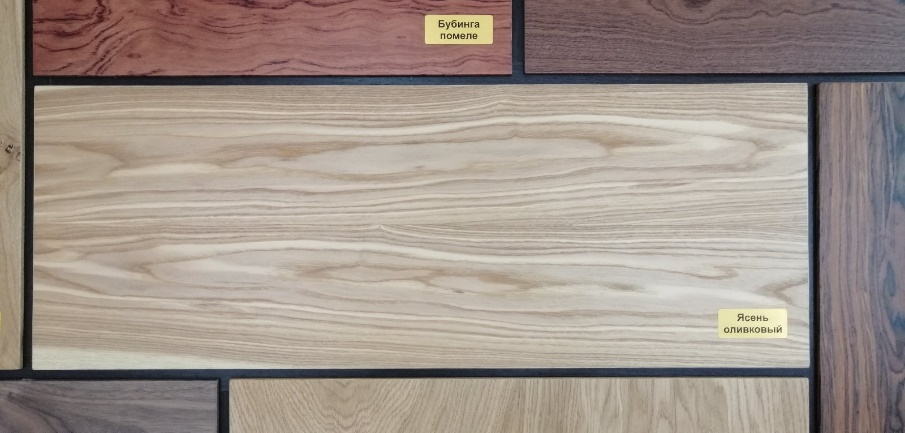 Бубинга
помеле
Ясень
оливковый